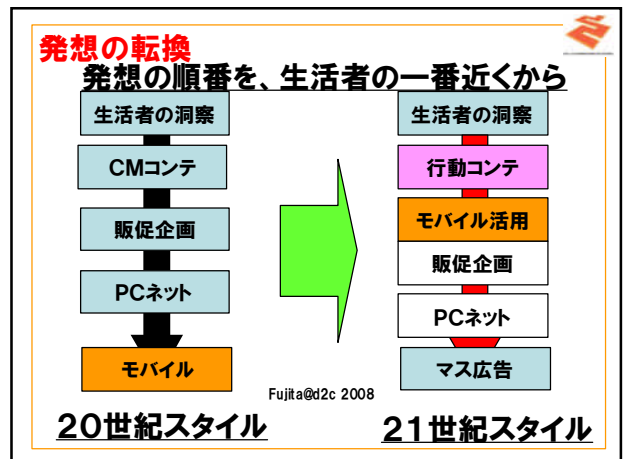 発想の転換
発想の順番を、生活者の一番近くから
生活者の洞察
CMコンテ
販促企画
PCネット
モバイル
20世紀スタイル
生活者の洞察
行動コンテ
モバイル活用
販促企画
PCネット
マス広告
21世紀スタイル
Fujita@d2c 2008